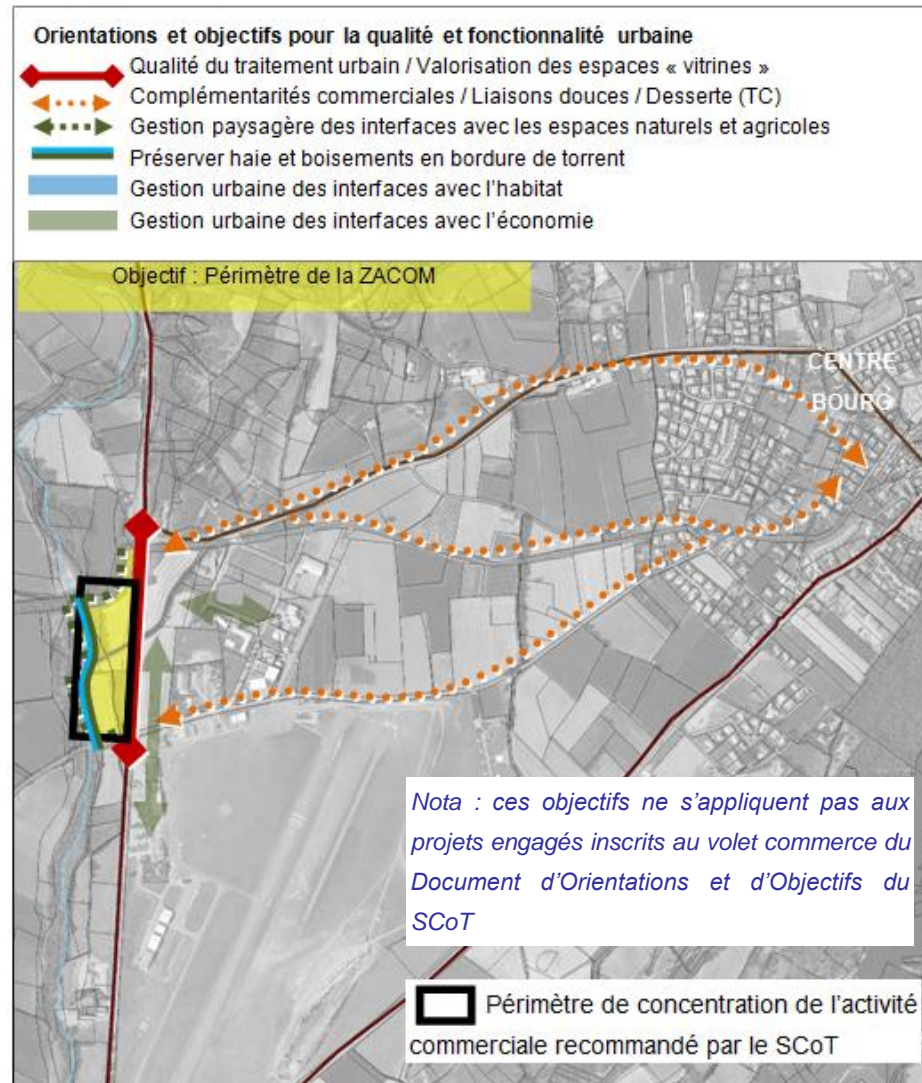 Orientations et objectifs pour la qualité et fonctionnalité urbaine
Qualité du traitement urbain / Valorisation des espaces « vitrines »
Complémentarités commerciales / Liaisons douces / Desserte (TC)
Gestion paysagère des interfaces avec les espaces naturels et agricoles
Préserver haie et boisements en bordure de torrent
Gestion urbaine des interfaces avec l'habitat
Gestion urbaine des interfaces avec l'économie
Objectif : Périmètre de la ZACOM
CENTRE
BOURG
Nota : ces objectifs ne s'appliquent pas aux
projets engagés inscrits au volet commerce du
Document d'Orientations et d'Objectifs du
SCoT
Périmètre de concentration de l'activité
commerciale recommandé par le SCoT